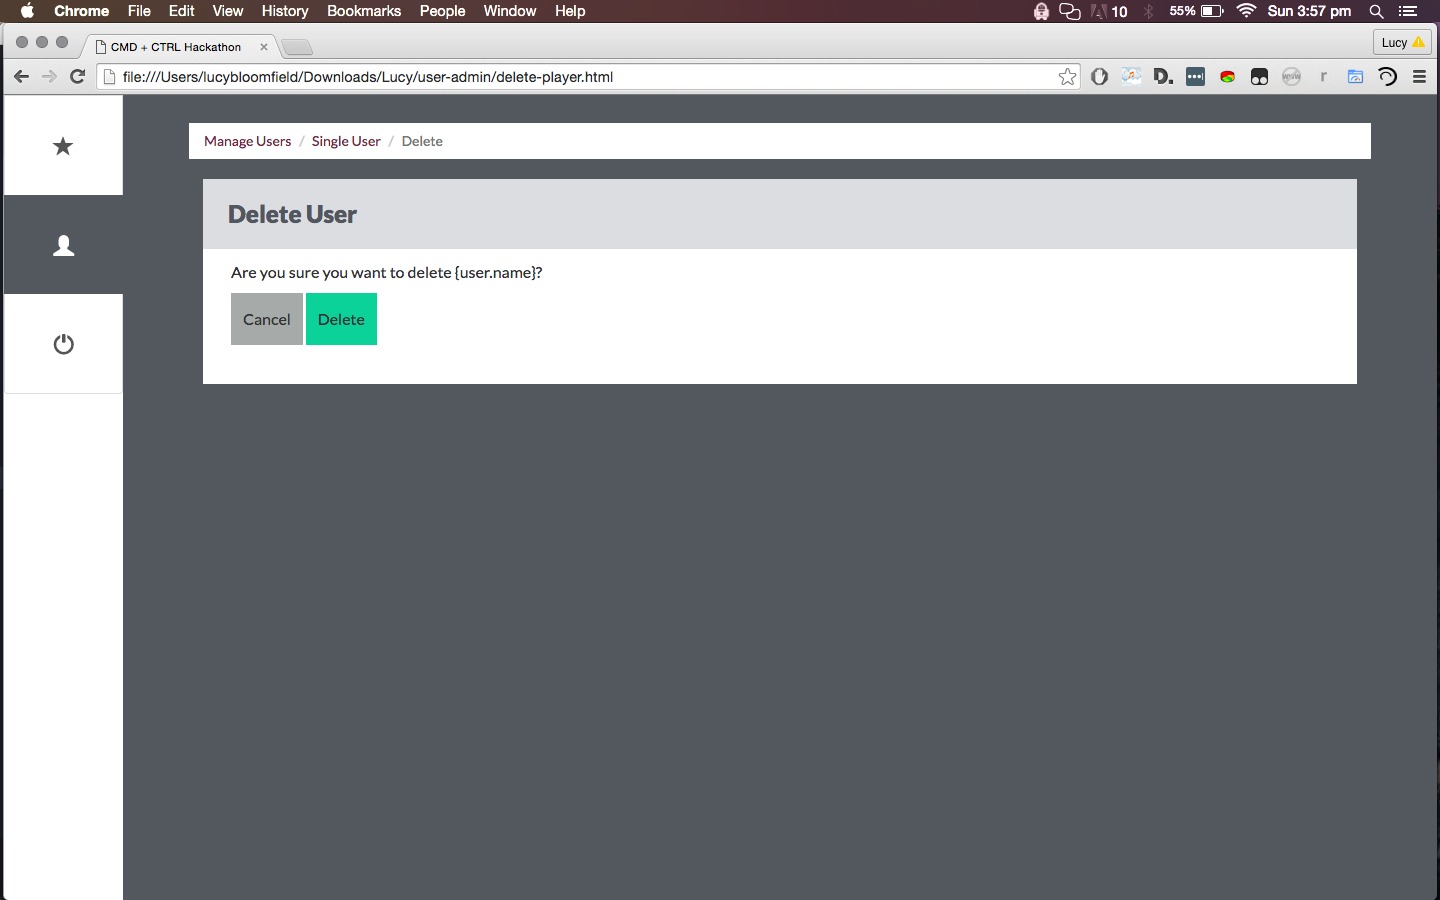 Chrome File Edit View History Bookmarks People Window Help 10 55% Sun 3:57 pm
CMD + CTRL Hackathon Lucy
file:///Users/lucybloomfield/Downloads/Lucy/user-admin/delete-player.html D. r
Manage Users / Single User / Delete
Delete User
Are you sure you want to delete {user.name}?
Cancel Delete